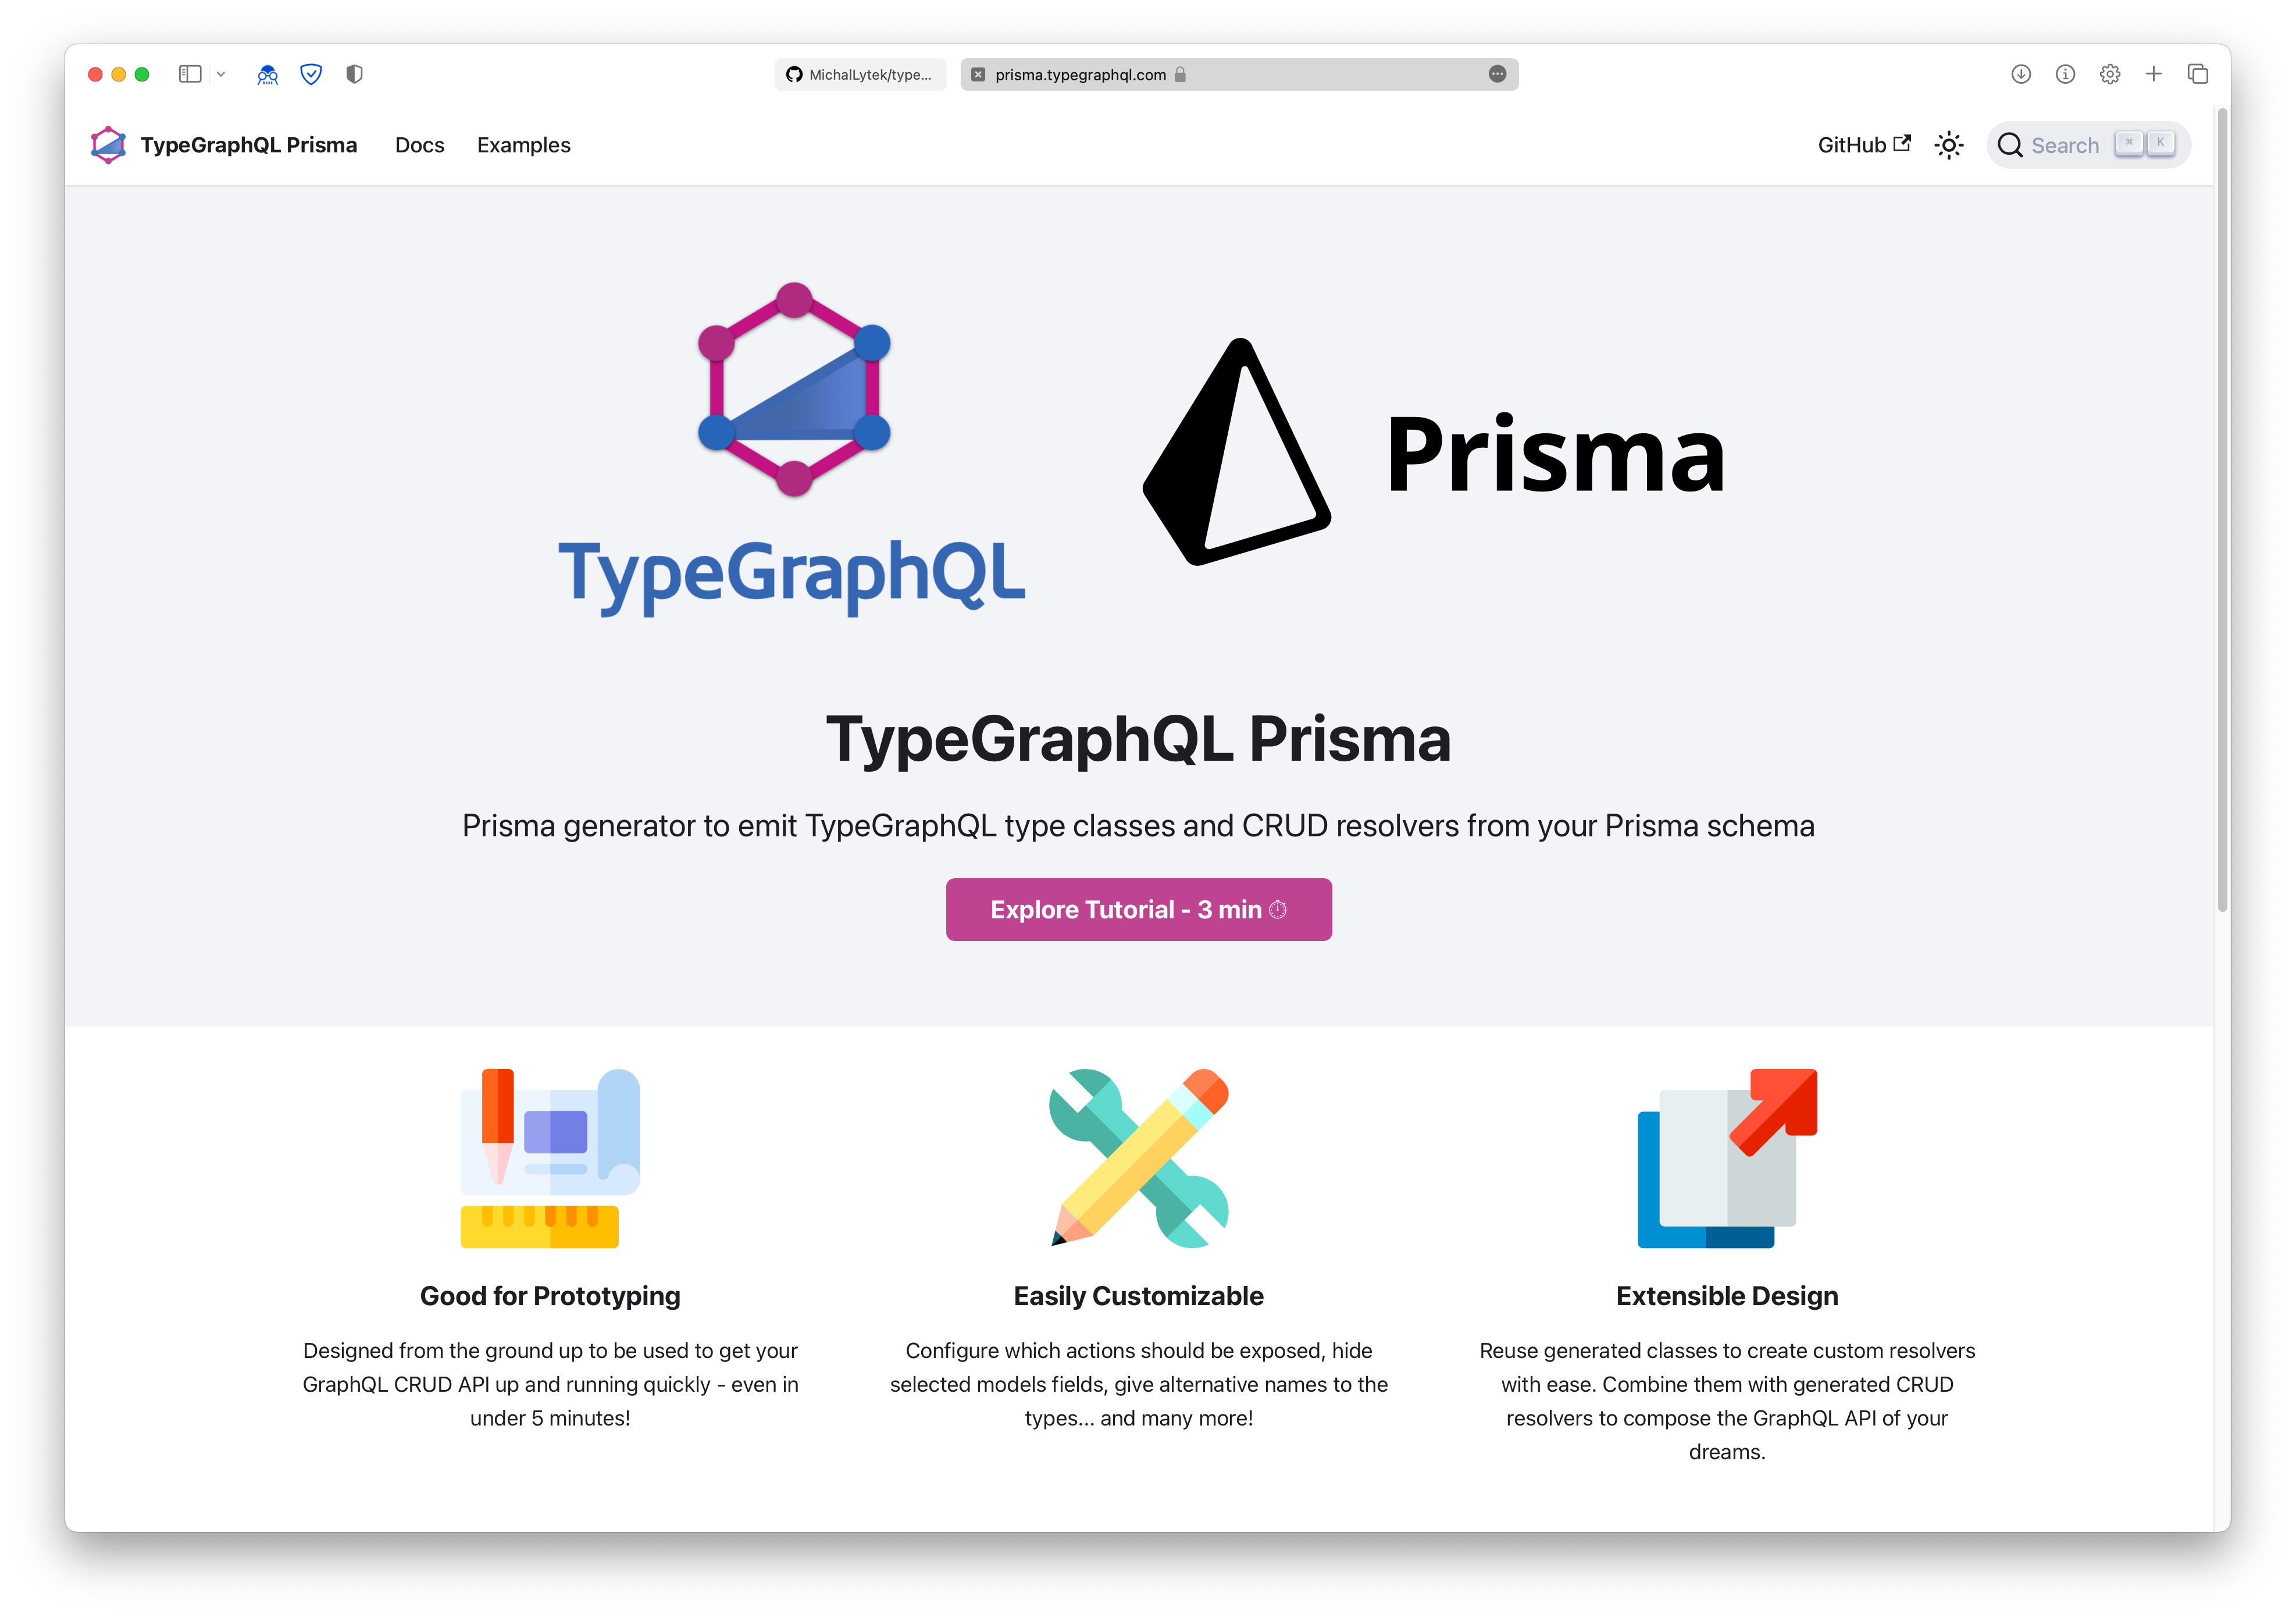 MichalLytek/type...
prisma.typegraphql.com
TypeGraphQL Prisma
Docs
Examples
GitHub
Search
⌘
K
TypeGraphQL
Prisma
TypeGraphQL Prisma
Prisma generator to emit TypeGraphQL type classes and CRUD resolvers from your Prisma schema
Explore Tutorial - 3 min ⏱
Good for Prototyping
Designed from the ground up to be used to get your
GraphQL CRUD API up and running quickly - even in
under 5 minutes!
Easily Customizable
Configure which actions should be exposed, hide
selected models fields, give alternative names to the
types... and many more!
Extensible Design
Reuse generated classes to create custom resolvers
with ease. Combine them with generated CRUD
resolvers to compose the GraphQL API of your
dreams.